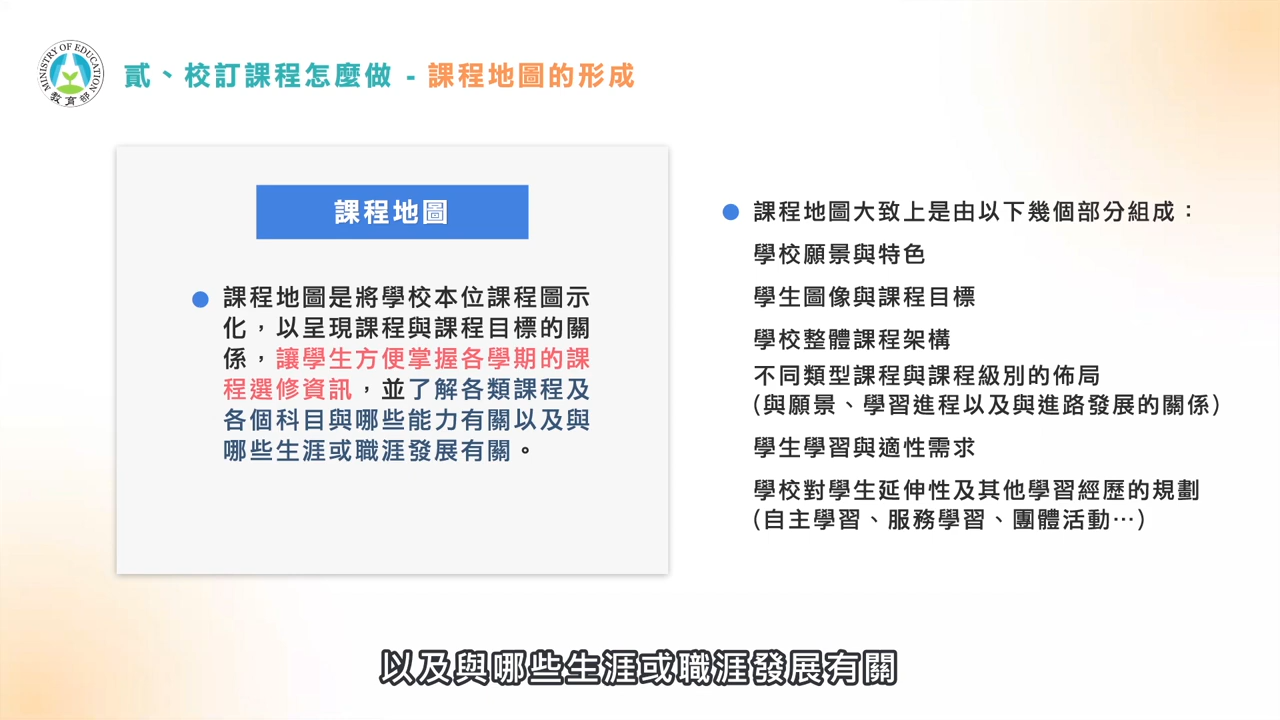 MINISTRY OF EDUCATION
教育部
貳、校訂課程怎麼做 - 課程地圖的形成
課程地圖
課程地圖是將學校本位課程圖示
化，以呈現課程與課程目標的關
係，讓學生方便掌握各學期的課
程選修資訊，並了解各類課程及
各個科目與哪些能力有關以及與
哪些生涯或職涯發展有關。
課程地圖大致上是由以下幾個部分組成：
學校願景與特色
學生圖像與課程目標
學校整體課程架構
不同類型課程與課程級別的佈局
(與願景、學習進程以及與進路發展的關係)
學生學習與適性需求
學校對學生延伸性及其他學習經歷的規劃
(自主學習、服務學習、團體活動…)
以及與哪些生涯或職涯發展有關